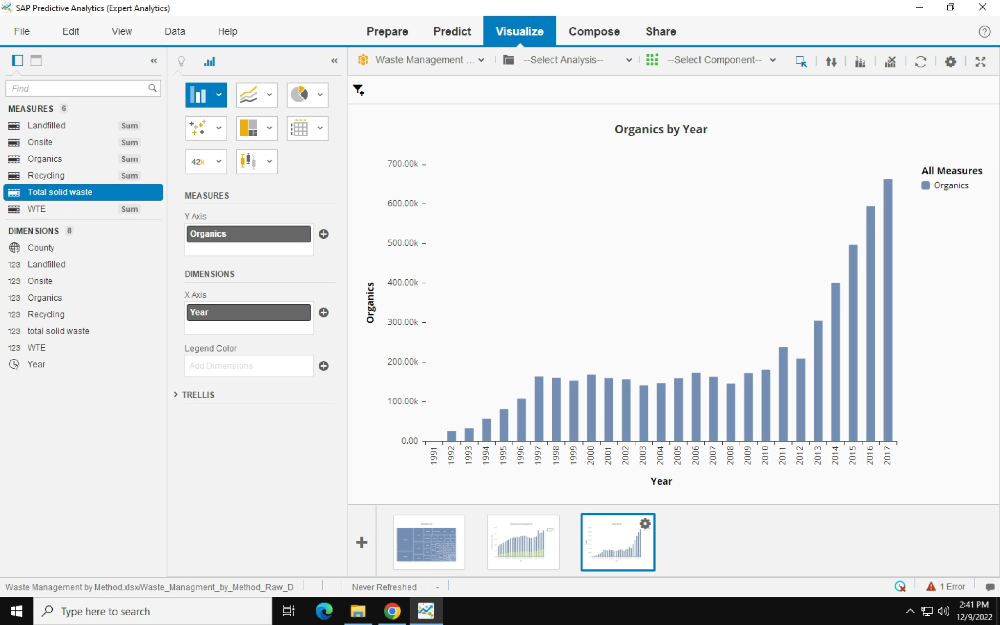 SAP Predictive Analytics (Expert Analytics)
File Edit View Data Help Prepare Predict Visualize Compose Share
Waste Management ... --Select Analysis-- --Select Component--
Find
MEASURES 6
Landfilled Sum
Onsite Sum
Organics Sum
Recycling Sum
Total solid waste
WTE Sum
DIMENSIONS 8
County
123 Landfilled
123 Onsite
123 Organics
123 Recycling
123 total solid waste
123 WTE
Year
42k
MEASURES
Y Axis
Organics
DIMENSIONS
X Axis
Year
Legend Color
Add Dimensions
TRELLIS
Organics by Year
700.00k
600.00k
500.00k
400.00k
300.00k
200.00k
100.00k
0.00
Organics
1991 1992 1993 1994 1995 1996 1997 1998 1999 2000 2001 2002 2003 2004 2005 2006 2007 2008 2009 2010 2011 2012 2013 2014 2015 2016 2017
Year
All Measures
Organics
Waste Management by Method.xlsx/Waste_Managment_by_Method_Raw_D Never Refreshed - 1 Error
Type here to search
2:41 PM
12/9/2022